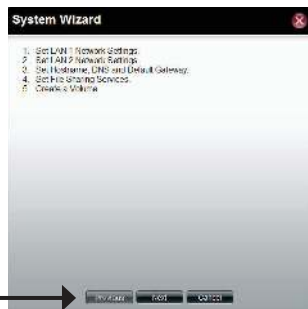 System Wizard
1. Set LAN 1 Network Settings.
2. Set LAN 2 Network Settings.
3. Set Hostname, DNS and Default Gateway.
4. Set File Sharing Services.
5. Create a Volume.
Previous Next Cancel